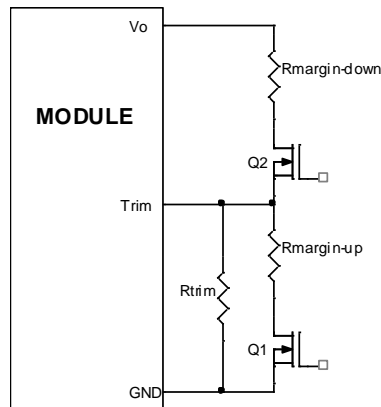 Vo
Rmargin-down
MODULE
Q2
Trim
Rmargin-up
Rtrim
Q1
GND